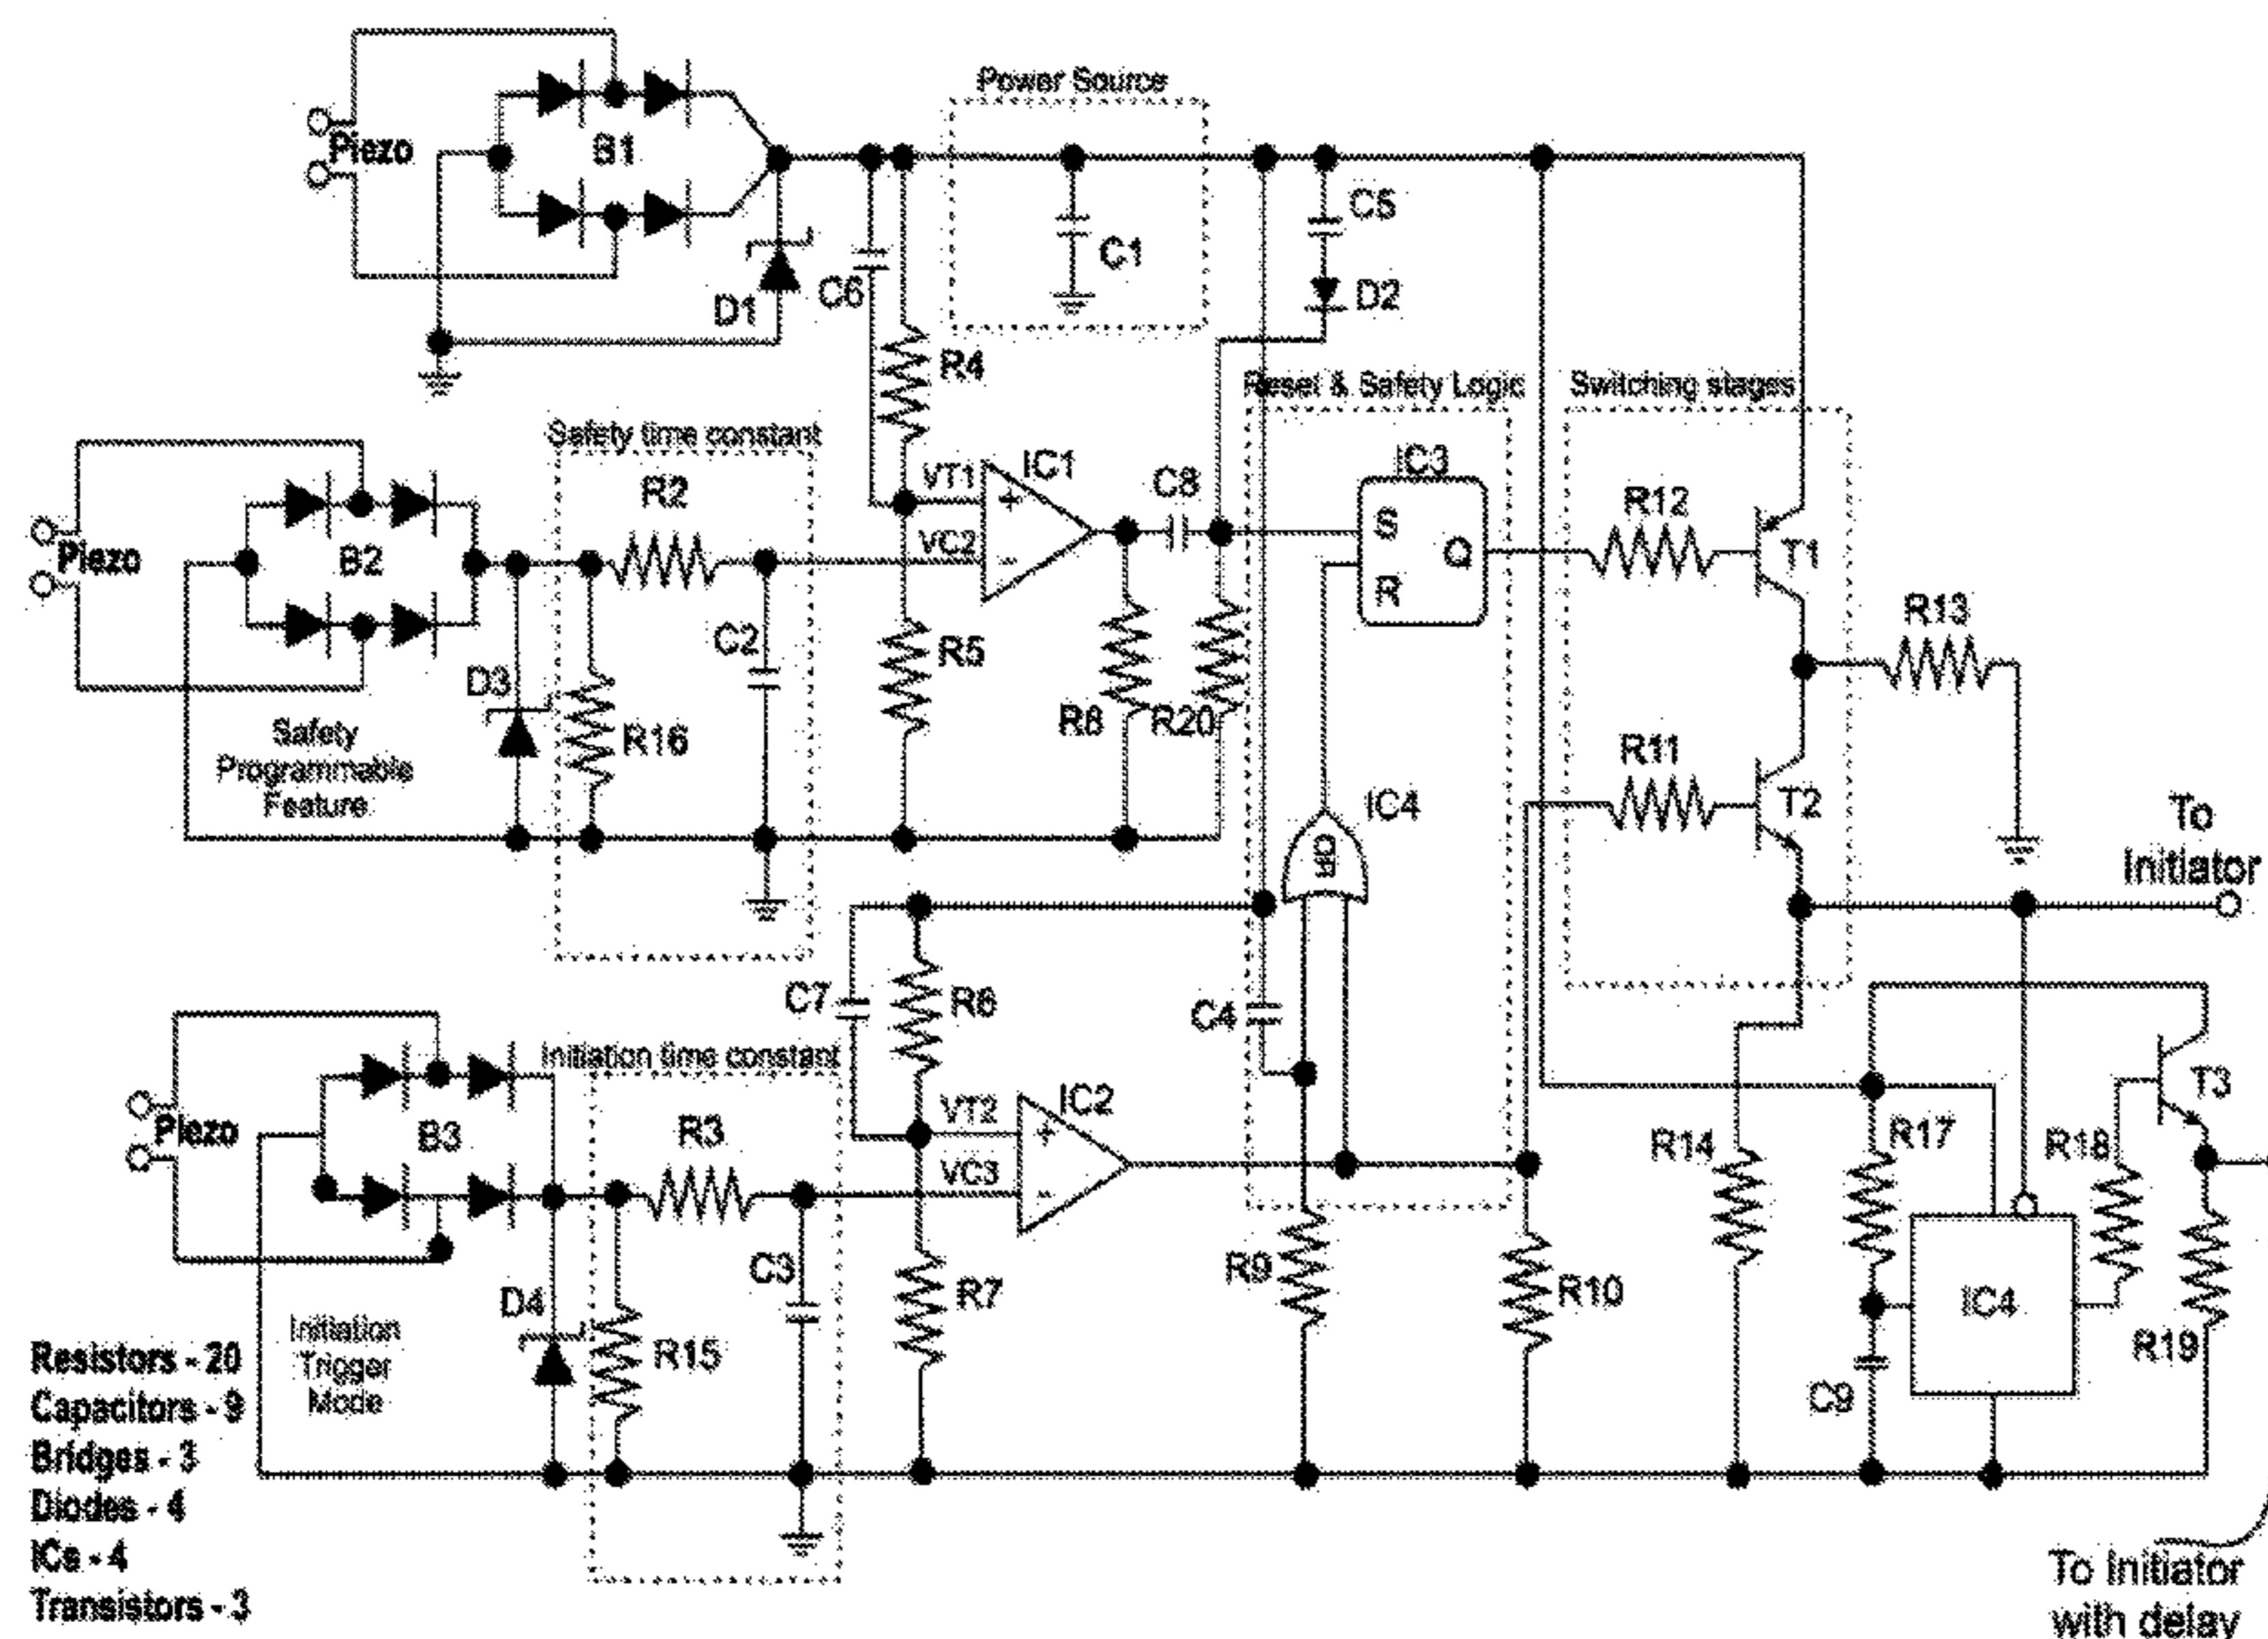 Power Source
Piezo
B1
C5
C1
C6
D1
D2
R4
Reset & Safety Logic
Switching stages
Safety time constant
IC1
IC3
R2
VT1
+
C8
R12
S
VC2
-
Q
T1
Piezo
B2
R
R13
C2
R5
D3
R8
R20
R16
Safety
Programmable
Feature
R11
T2
IC4
To
Initiator
OR
C7
R6
C4
Initiation time constant
IC2
T3
Piezo
B3
R3
VT2
+
R17
R14
R18
VC3
-
C3
R9
R7
R10
D4
IC4
Initiation
Trigger
Mode
R15
R19
C9
Resistors - 20
Capacitors - 9
Bridges - 3
Diodes - 4
ICs - 4
Transistors - 3
To Initiator
with delay